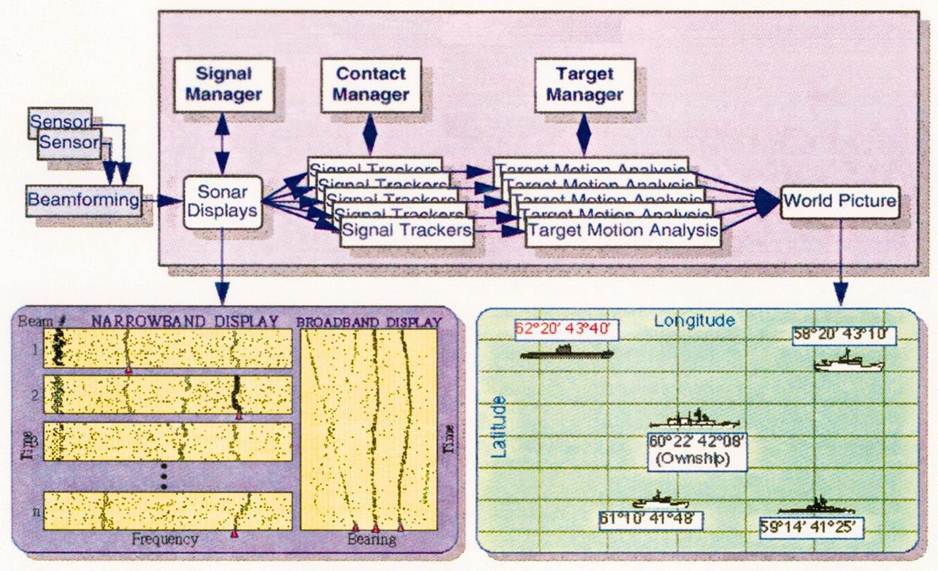 Signal
Manager
Contact
Manager
Target
Manager
Sensor
Sensor
Beamforming
Sonar
Displays
Signal Trackers
Signal Trackers
Signal Trackers
Signal Trackers
Signal Trackers
Target Motion Analysis
Target Motion Analysis
Target Motion Analysis
Target Motion Analysis
Target Motion Analysis
World Picture
Beam #
NARROWBAND DISPLAY
BROADBAND DISPLAY
1
2
3
n
Time
Time
Frequency
Bearing
Longitude
Latitude
62°20' 43°40'
58°20' 43°10'
60°22' 42°08'
(Ownship)
61°10' 41°48'
59°14' 41°25'